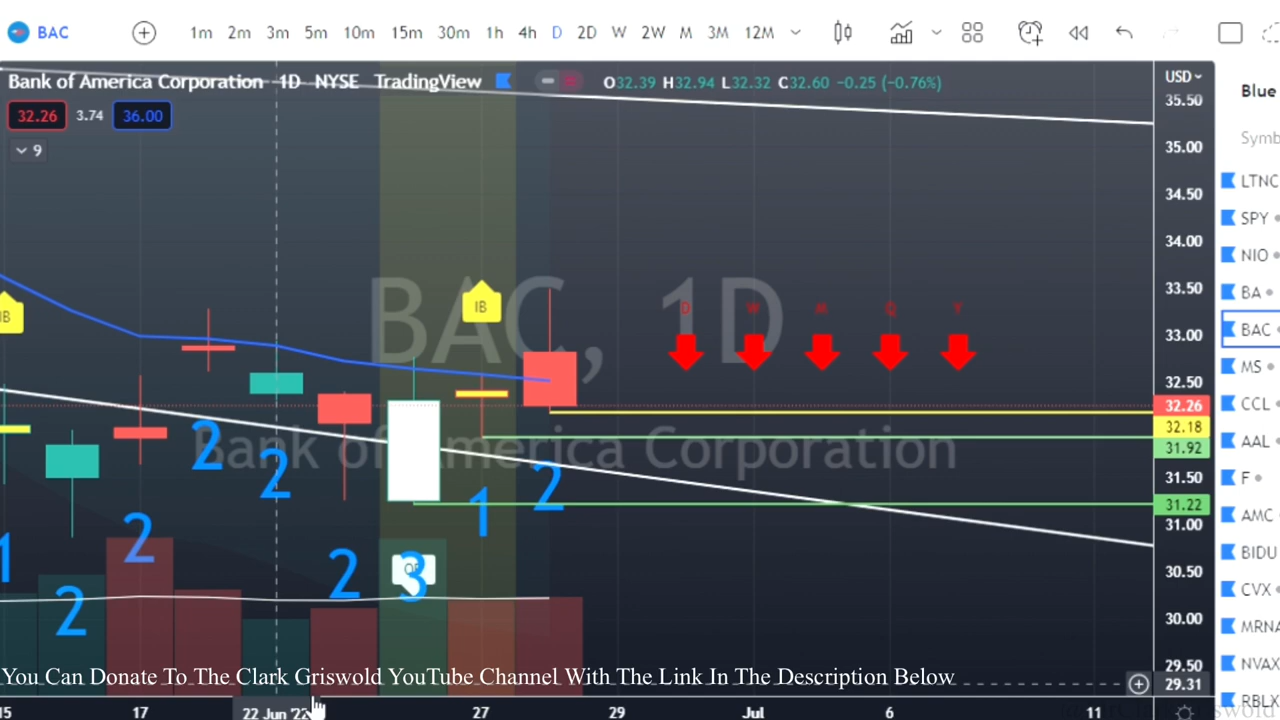 BAC 1m 2m 3m 5m 10m 15m 30m 1h 4h D 2D W 2W M 3M 12M
Bank of America Corporation 1D NYSE TradingView O32.39 H32.94 L32.32 C32.60 −0.25 (−0.76%)
32.26 3.74 36.00
9
USD
35.50
35.00
34.50
34.00
33.50
33.00
32.50
32.26
32.18
31.92
31.50
31.22
31.00
30.50
30.00
29.50
29.31
BAC, 1D
Bank of America Corporation
IB
IB
D W M Q Y
1 2 2 2 2 2 3 1 2
Blue
Symb
LTNC
SPY
NIO
BA
BAC
MS
CCL
AAL
F
AMC
BIDU
CVX
MRNA
NVAX
RBLX
You Can Donate To The Clark Griswold YouTube Channel With The Link In The Description Below
15 17 22 Jun '22 27 29 Jul 6 11